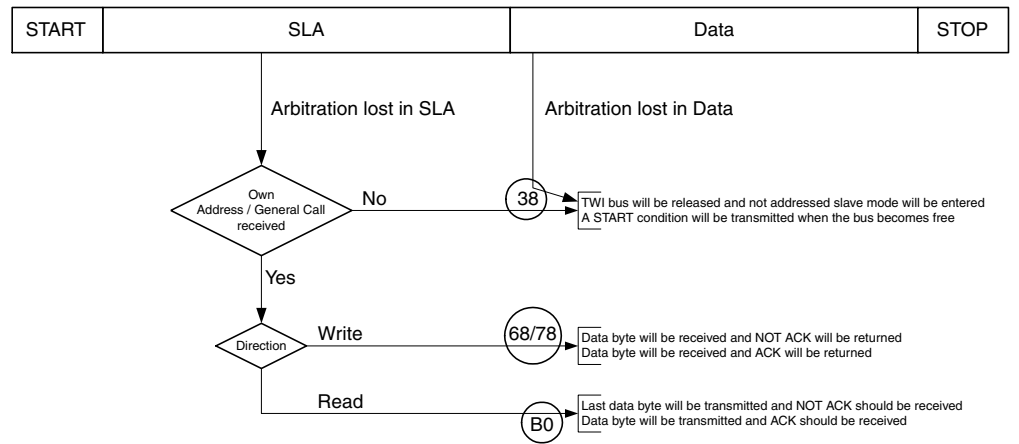 START SLA Data STOP
Arbitration lost in SLA Arbitration lost in Data
Own
Address / General Call
received
No
38
TWI bus will be released and not addressed slave mode will be entered
A START condition will be transmitted when the bus becomes free
Yes
Direction
Write
68/78
Data byte will be received and NOT ACK will be returned
Data byte will be received and ACK will be returned
Read
B0
Last data byte will be transmitted and NOT ACK should be received
Data byte will be transmitted and ACK should be received